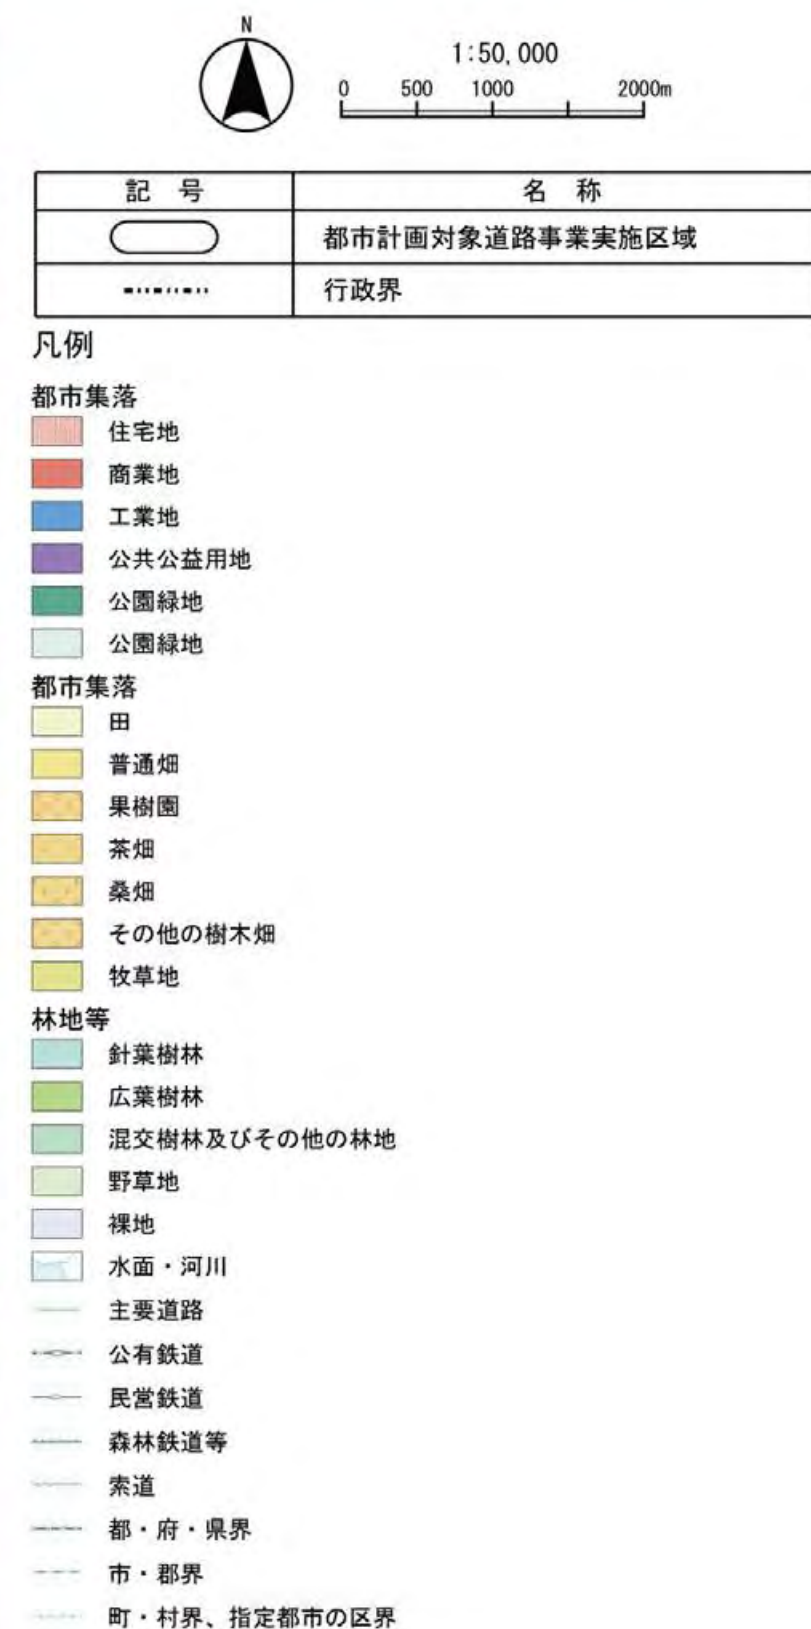 N
1:50,000
0 500 1000 2000m
記 号 名 称
都市計画対象道路事業実施区域
行政界
凡例
都市集落
住宅地
商業地
工業地
公共公益用地
公園緑地
公園緑地
都市集落
田
普通畑
果樹園
茶畑
桑畑
その他の樹木畑
牧草地
林地等
針葉樹林
広葉樹林
混交樹林及びその他の林地
野草地
裸地
水面・河川
主要道路
公有鉄道
民営鉄道
森林鉄道等
索道
都・府・県界
市・郡界
町・村界、指定都市の区界